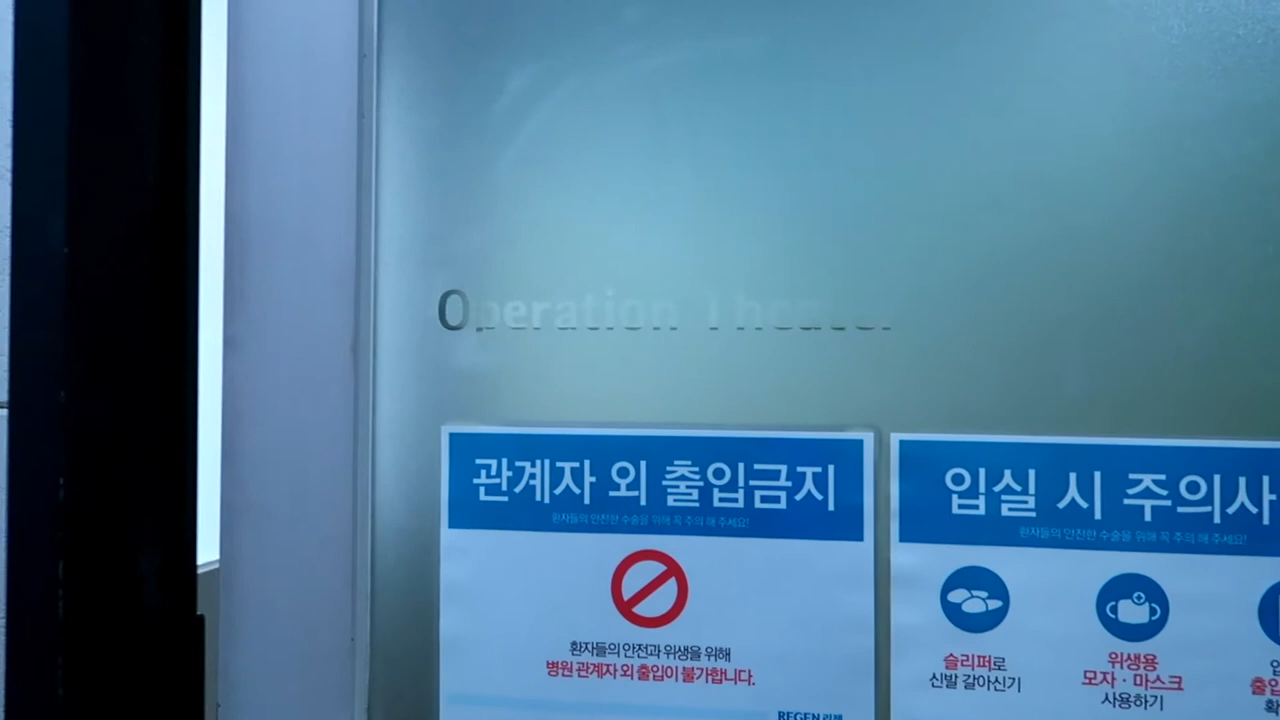 Operation Theater
관계자 외 출입금지
환자들의 안전한 수술을 위해 꼭 주의 해 주세요!
환자들의 안전과 위생을 위해
병원 관계자 외 출입이 불가합니다.
REGEN 리젠
입실 시 주의사
환자들의 안전한 수술을 위해 꼭 주의 해 주세요!
슬리퍼로
신발 갈아신기
위생용
모자·마스크
사용하기
출입